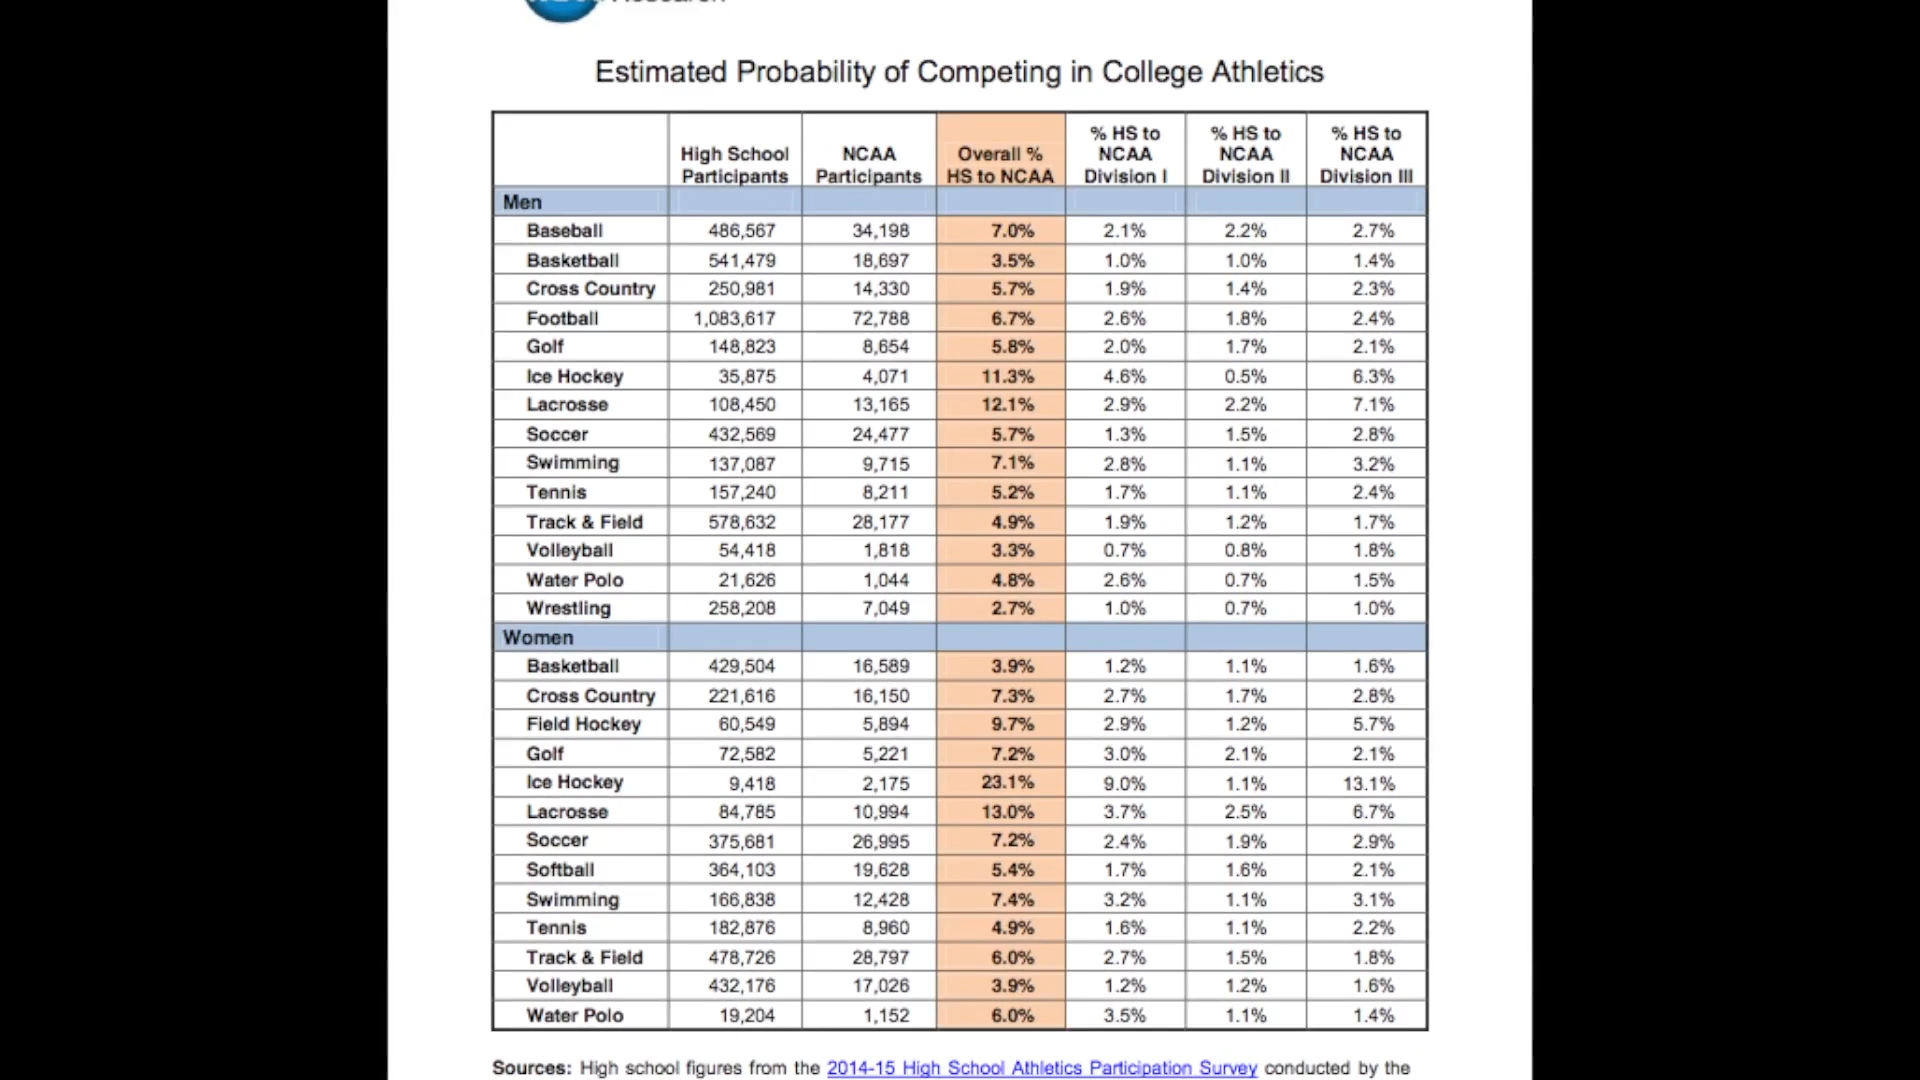 Estimated Probability of Competing in College Athletics
High School Participants NCAA Participants Overall % HS to NCAA % HS to NCAA Division I % HS to NCAA Division II % HS to NCAA Division III
Men
Baseball 486,567 34,198 7.0% 2.1% 2.2% 2.7%
Basketball 541,479 18,697 3.5% 1.0% 1.0% 1.4%
Cross Country 250,981 14,330 5.7% 1.9% 1.4% 2.3%
Football 1,083,617 72,788 6.7% 2.6% 1.8% 2.4%
Golf 148,823 8,654 5.8% 2.0% 1.7% 2.1%
Ice Hockey 35,875 4,071 11.3% 4.6% 0.5% 6.3%
Lacrosse 108,450 13,165 12.1% 2.9% 2.2% 7.1%
Soccer 432,569 24,477 5.7% 1.3% 1.5% 2.8%
Swimming 137,087 9,715 7.1% 2.8% 1.1% 3.2%
Tennis 157,240 8,211 5.2% 1.7% 1.1% 2.4%
Track & Field 578,632 28,177 4.9% 1.9% 1.2% 1.7%
Volleyball 54,418 1,818 3.3% 0.7% 0.8% 1.8%
Water Polo 21,626 1,044 4.8% 2.6% 0.7% 1.5%
Wrestling 258,208 7,049 2.7% 1.0% 0.7% 1.0%
Women
Basketball 429,504 16,589 3.9% 1.2% 1.1% 1.6%
Cross Country 221,616 16,150 7.3% 2.7% 1.7% 2.8%
Field Hockey 60,549 5,894 9.7% 2.9% 1.2% 5.7%
Golf 72,582 5,221 7.2% 3.0% 2.1% 2.1%
Ice Hockey 9,418 2,175 23.1% 9.0% 1.1% 13.1%
Lacrosse 84,785 10,994 13.0% 3.7% 2.5% 6.7%
Soccer 375,681 26,995 7.2% 2.4% 1.9% 2.9%
Softball 364,103 19,628 5.4% 1.7% 1.6% 2.1%
Swimming 166,838 12,428 7.4% 3.2% 1.1% 3.1%
Tennis 182,876 8,960 4.9% 1.6% 1.1% 2.2%
Track & Field 478,726 28,797 6.0% 2.7% 1.5% 1.8%
Volleyball 432,176 17,026 3.9% 1.2% 1.2% 1.6%
Water Polo 19,204 1,152 6.0% 3.5% 1.1% 1.4%
Sources: High school figures from the 2014-15 High School Athletics Participation Survey conducted by the